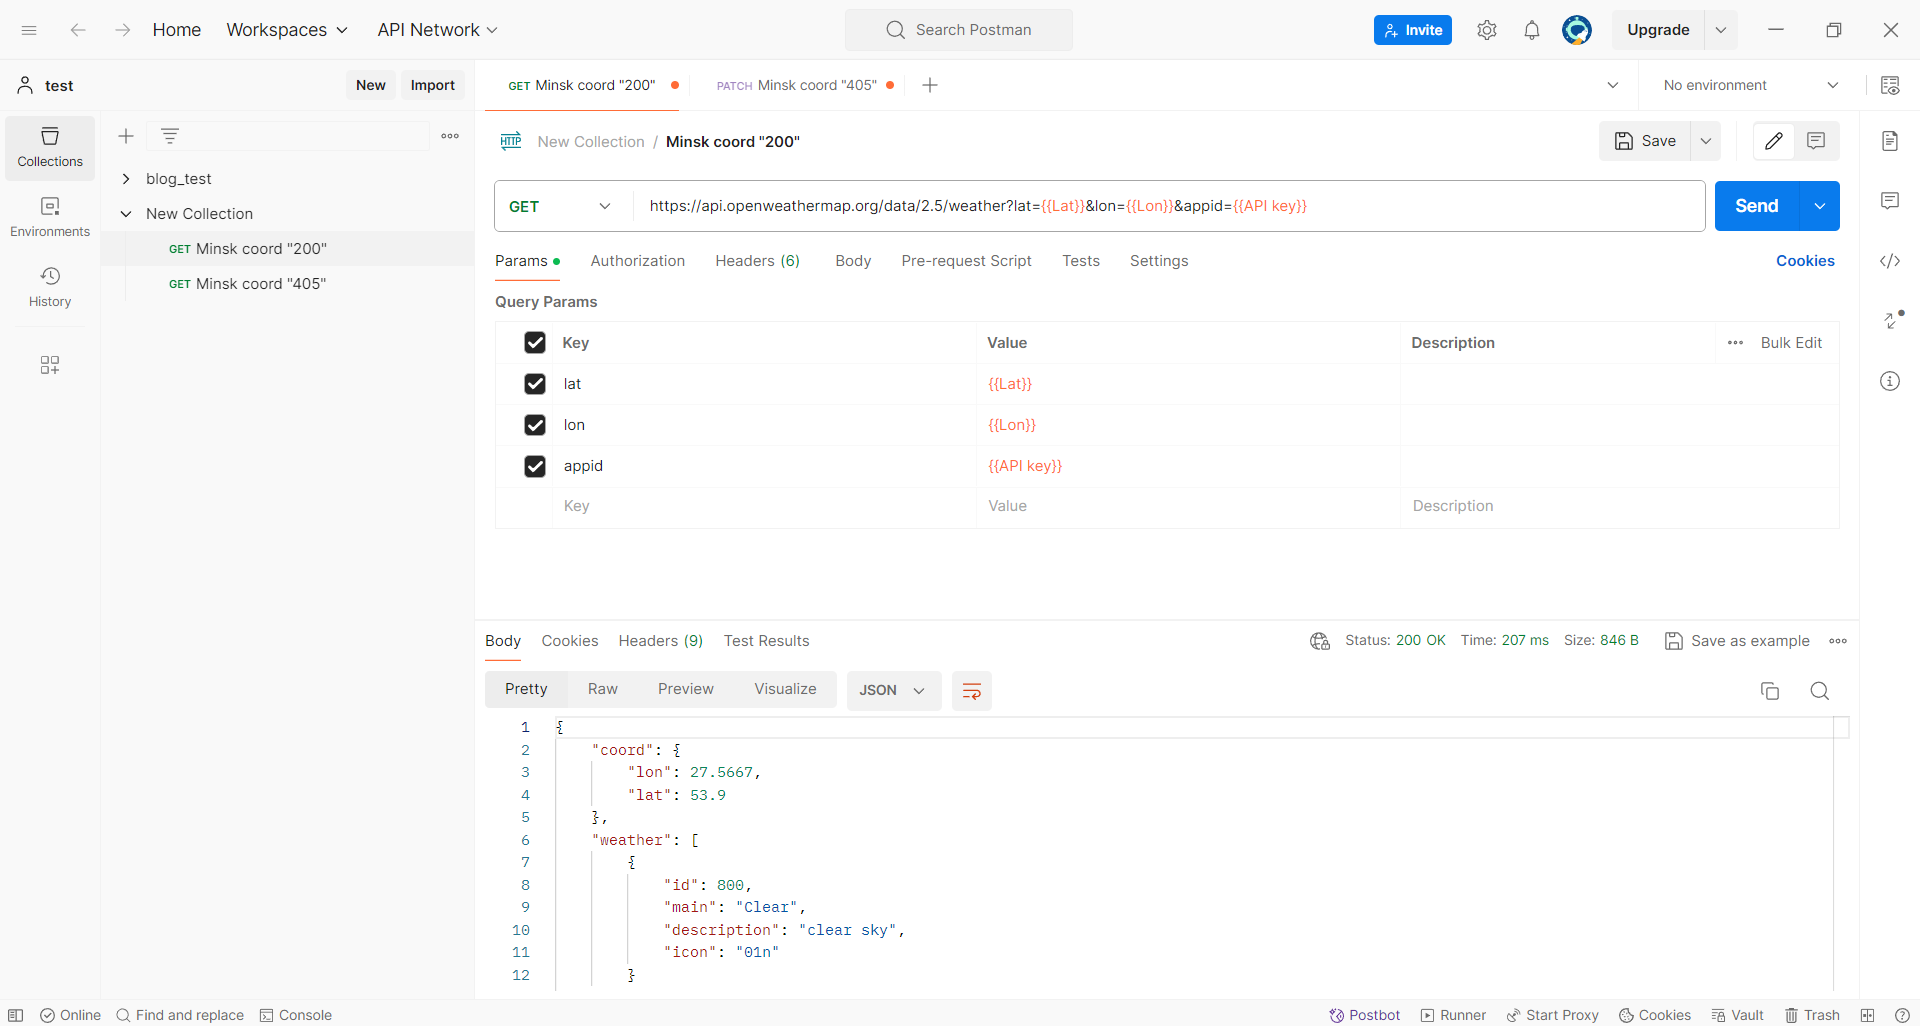 Home Workspaces API Network Search Postman Invite Upgrade
test New Import GET Minsk coord "200" PATCH Minsk coord "405" No environment
Collections
Environments
History
blog_test
New Collection
GET Minsk coord "200"
GET Minsk coord "405"
HTTP New Collection / Minsk coord "200" Save
GET https://api.openweathermap.org/data/2.5/weather?lat={{Lat}}&lon={{Lon}}&appid={{API key}} Send
Params Authorization Headers (6) Body Pre-request Script Tests Settings Cookies
Query Params
Key Value Description Bulk Edit
lat {{Lat}}
lon {{Lon}}
appid {{API key}}
Key Value Description
Body Cookies Headers (9) Test Results Status: 200 OK Time: 207 ms Size: 846 B Save as example
Pretty Raw Preview Visualize JSON
1 {
2 "coord": {
3 "lon": 27.5667,
4 "lat": 53.9
5 },
6 "weather": [
7 {
8 "id": 800,
9 "main": "Clear",
10 "description": "clear sky",
11 "icon": "01n"
12 }
Online Find and replace Console Postbot Runner Start Proxy Cookies Vault Trash